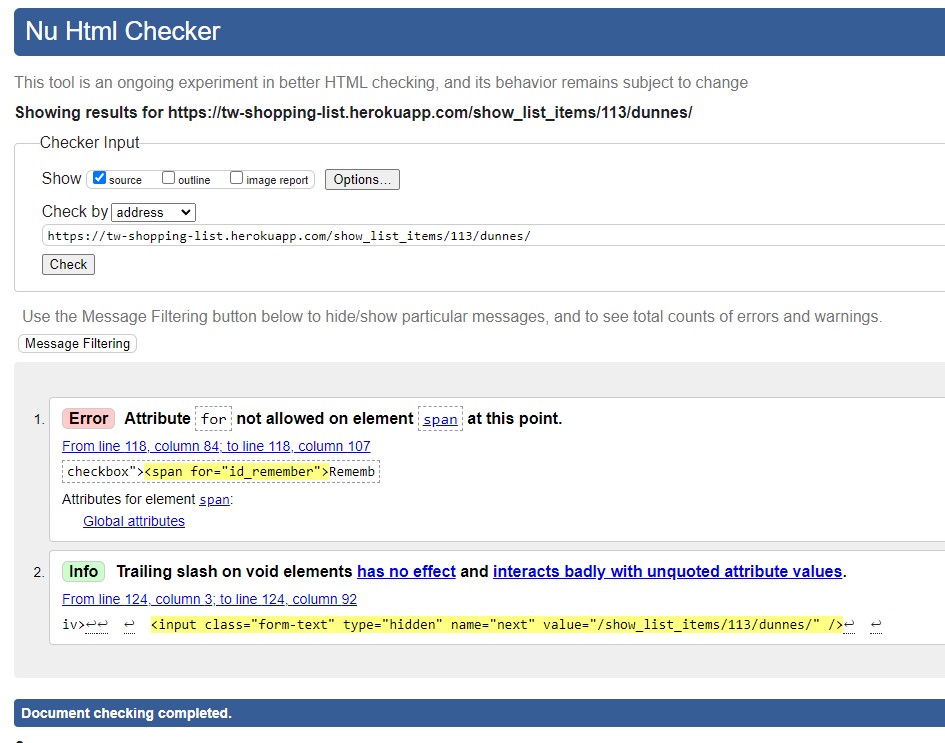 Nu Html Checker
This tool is an ongoing experiment in better HTML checking, and its behavior remains subject to change
Showing results for https://tw-shopping-list.herokuapp.com/show_list_items/113/dunnes/
Checker Input
Show source outline image report Options...
Check by address
https://tw-shopping-list.herokuapp.com/show_list_items/113/dunnes/
Check
Use the Message Filtering button below to hide/show particular messages, and to see total counts of errors and warnings.
Message Filtering
1. Error Attribute for not allowed on element span at this point.
From line 118, column 84; to line 118, column 107
checkbox"><span for="id_remember">Rememb
Attributes for element span:
Global attributes
2. Info Trailing slash on void elements has no effect and interacts badly with unquoted attribute values.
From line 124, column 3; to line 124, column 92
iv>↩↩ ↩ <input class="form-text" type="hidden" name="next" value="/show_list_items/113/dunnes/" />↩ ↩
Document checking completed.